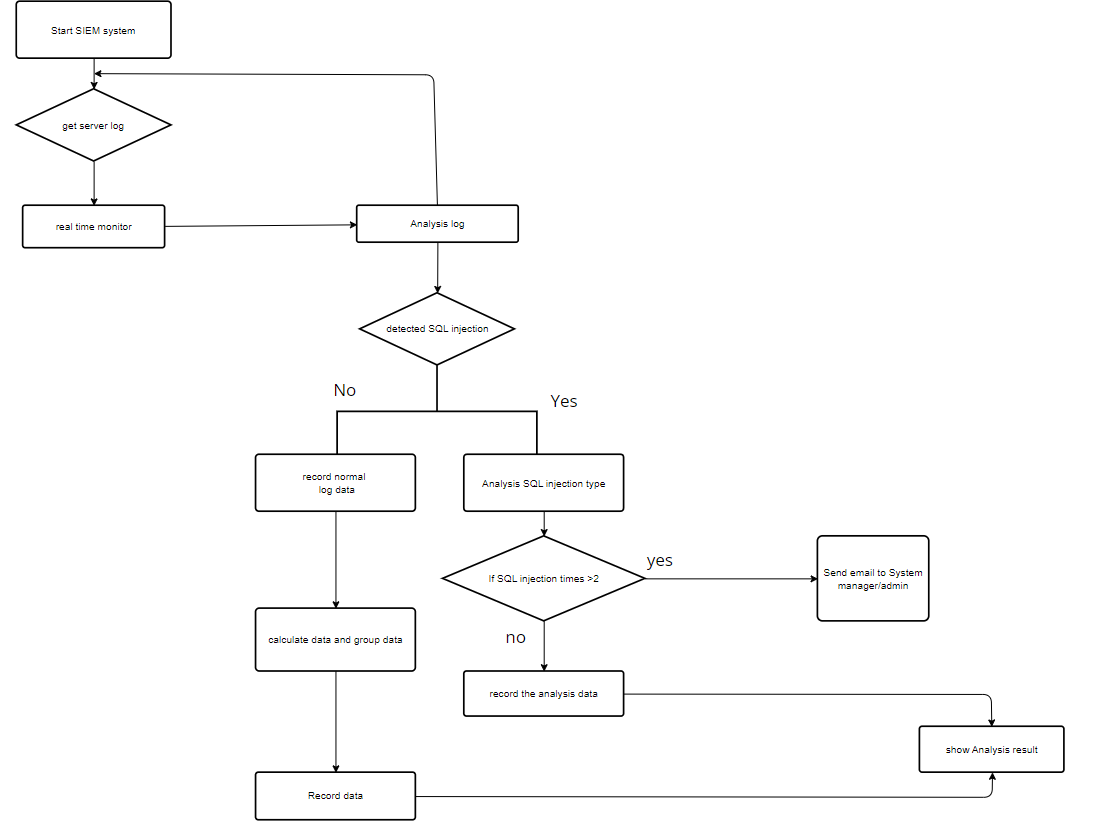 Start SIEM system
get server log
real time monitor
Analysis log
detected SQL injection
No
Yes
record normal
log data
Analysis SQL injection type
If SQL injection times >2
yes
Send email to System
manager/admin
no
calculate data and group data
record the analysis data
show Analysis result
Record data